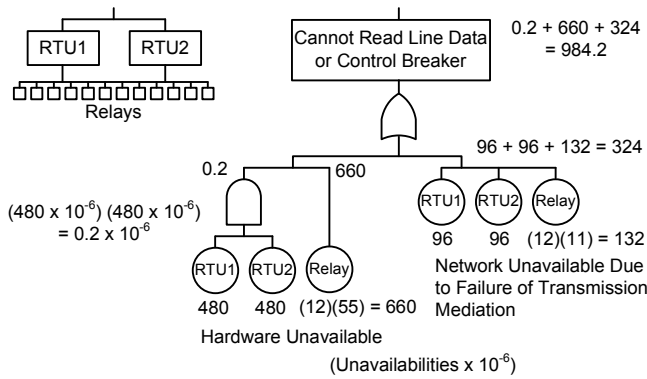 RTU1
RTU2
Relays
Cannot Read Line Data
or Control Breaker
0.2 + 660 + 324
= 984.2
96 + 96 + 132 = 324
0.2
660
(480 x 10⁻⁶) (480 x 10⁻⁶)
= 0.2 x 10⁻⁶
RTU1
RTU2
Relay
480
480
(12)(55) = 660
Hardware Unavailable
RTU1
RTU2
Relay
96
96
(12)(11) = 132
Network Unavailable Due
to Failure of Transmission
Mediation
(Unavailabilities x 10⁻⁶)